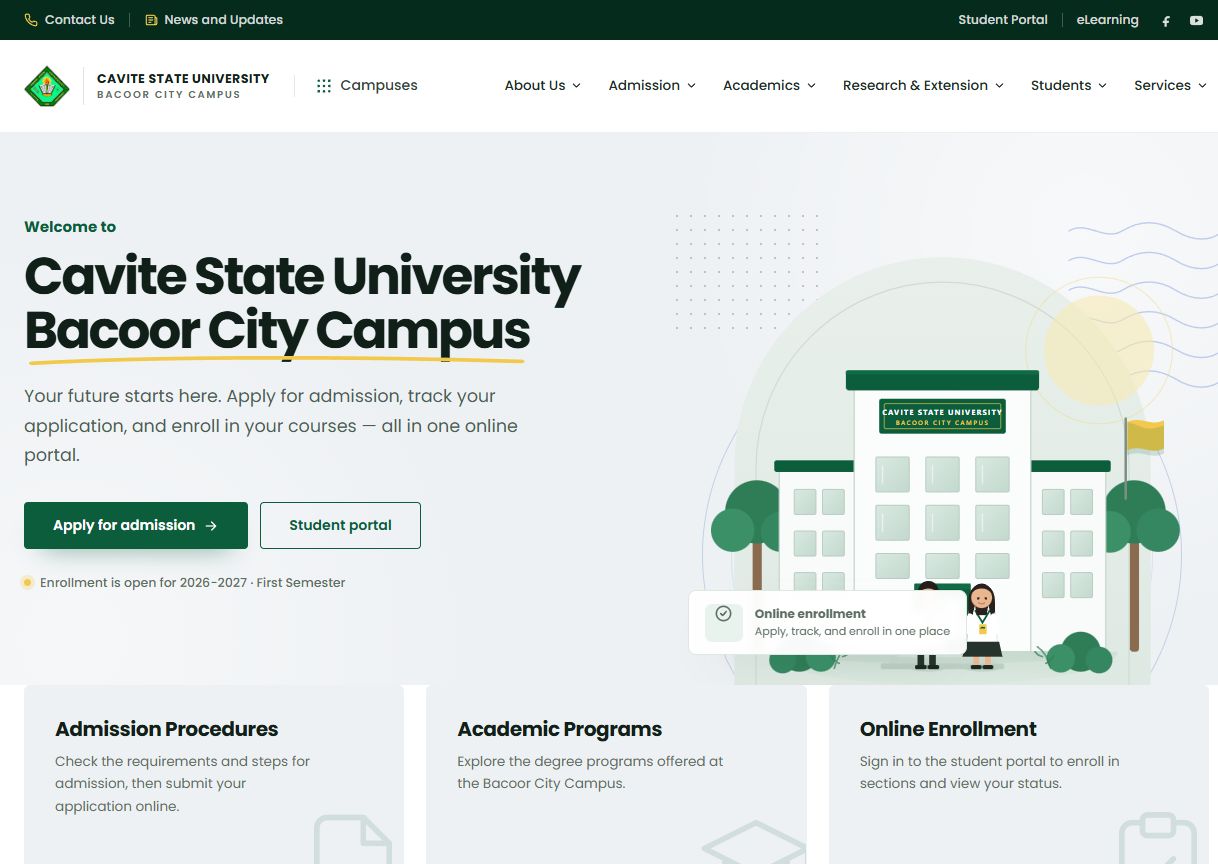 Contact Us
News and Updates
Student Portal
eLearning
CAVITE STATE UNIVERSITY
BACOOR CITY CAMPUS
Campuses
About Us
Admission
Academics
Research & Extension
Students
Services
Welcome to
Cavite State University
Bacoor City Campus
Your future starts here. Apply for admission, track your
application, and enroll in your courses — all in one online
portal.
Apply for admission →
Student portal
Enrollment is open for 2026-2027 · First Semester
CAVITE STATE UNIVERSITY
BACOOR CITY CAMPUS
Online enrollment
Apply, track, and enroll in one place
Admission Procedures
Check the requirements and steps for
admission, then submit your
application online.
Academic Programs
Explore the degree programs offered at
the Bacoor City Campus.
Online Enrollment
Sign in to the student portal to enroll in
sections and view your status.